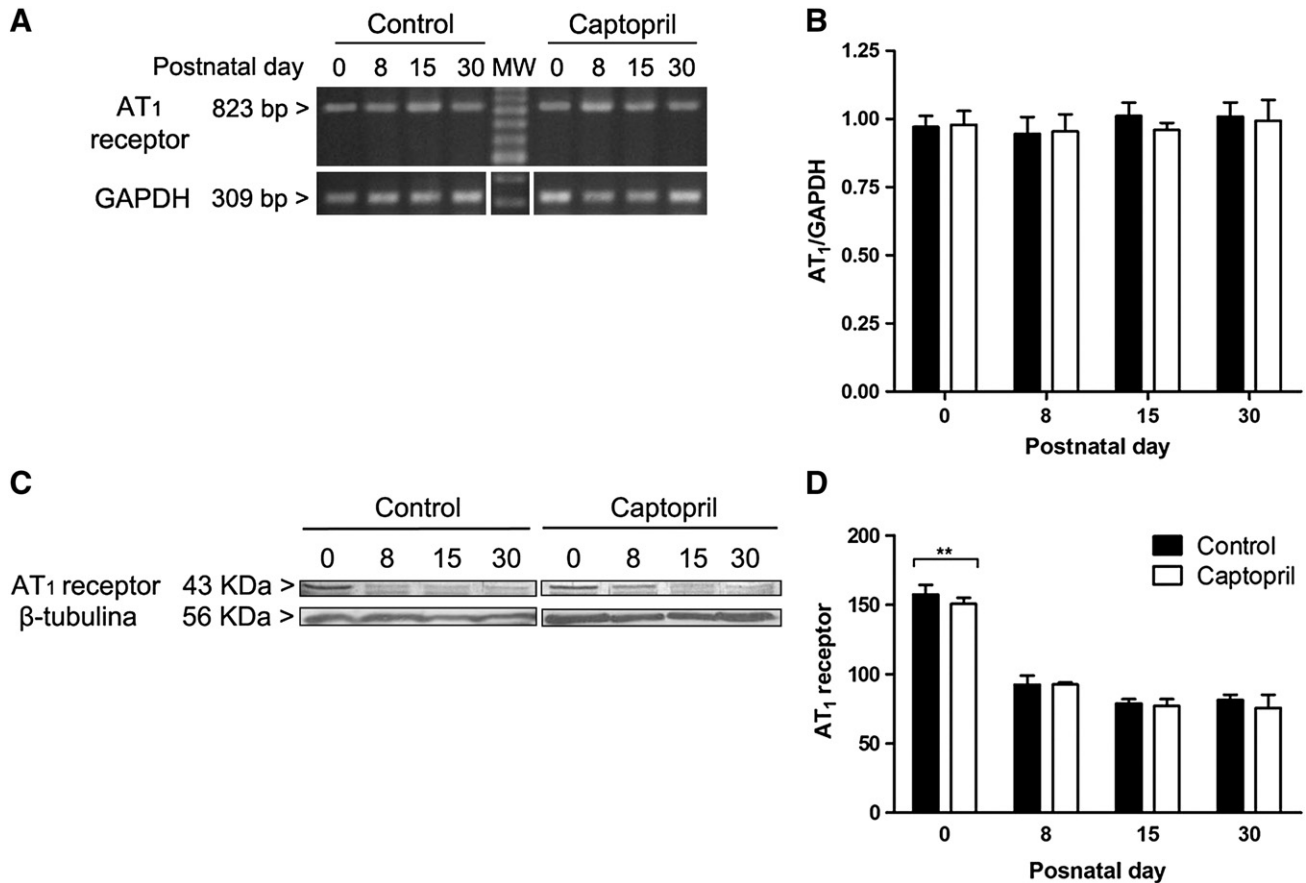 A
Control
Captopril
Postnatal day 0 8 15 30 MW 0 8 15 30
AT1 receptor 823 bp >
GAPDH 309 bp >
B
AT1/GAPDH
1.25
1.00
0.75
0.50
0.25
0.00
0 8 15 30
Postnatal day
C
Control
Captopril
0 8 15 30 0 8 15 30
AT1 receptor 43 KDa >
β-tubulina 56 KDa >
D
AT1 receptor
200
150
100
50
0
**
Control
Captopril
0 8 15 30
Posnatal day